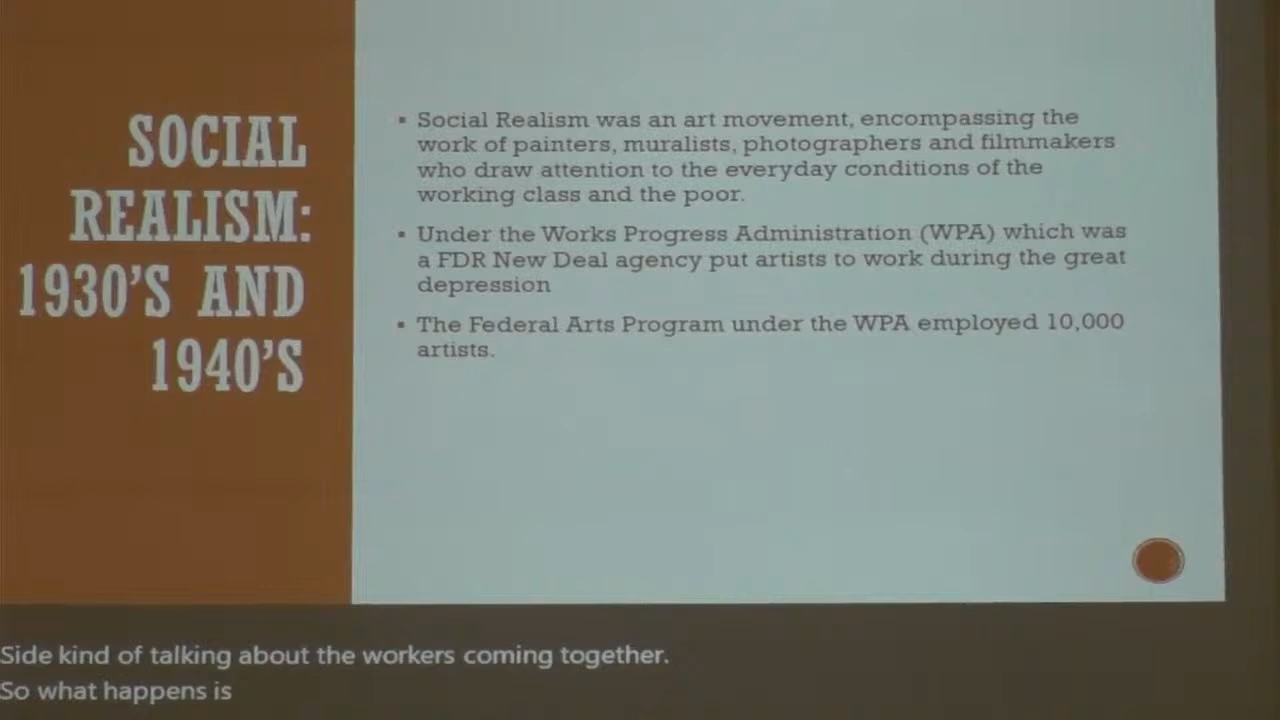 SOCIAL
REALISM:
1930'S AND
1940'S
Social Realism was an art movement, encompassing the
work of painters, muralists, photographers and filmmakers
who draw attention to the everyday conditions of the
working class and the poor.
Under the Works Progress Administration (WPA) which was
a FDR New Deal agency put artists to work during the great
depression
The Federal Arts Program under the WPA employed 10,000
artists.
Side kind of talking about the workers coming together.
So what happens is